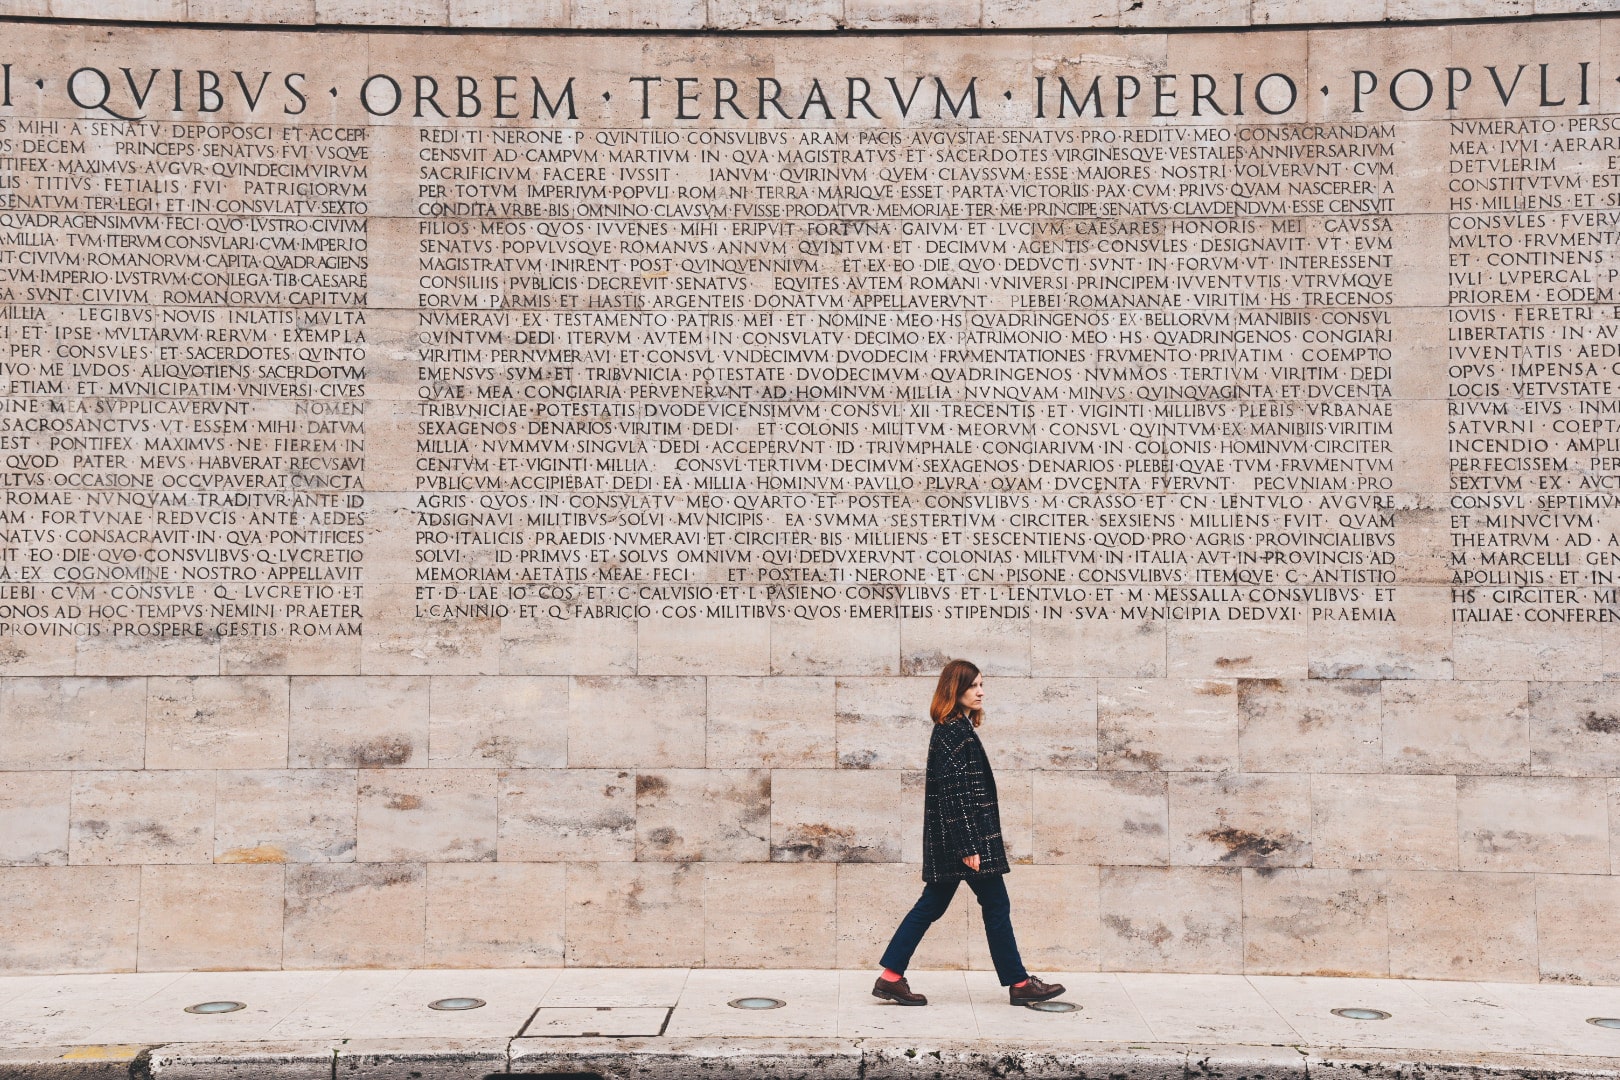 I · QVIBVS · ORBEM · TERRARVM · IMPERIO · POPVLI
S MIHI · A · SENATV · DEPOPOSCI · ET · ACCEPI
OS DECEM PRINCEPS · SENATVS · FVI VSQVE
TIFEX · MAXIMVS · AVGVR · QVINDECIMVIRVM
LIS · TITIVS · FETIALIS · FVI PATRICIORVM
SENATVM · TER · LEGI · ET · IN · CONSVLATV · SEXTO
QVADRAGENSIMVM · FECI · QVO · LVSTRO · CIVIVM
A · MILLIA · TVM · ITERVM · CONSVLARI · CVM · IMPERIO
NT · CIVIVM · ROMANORVM · CAPITA · QVADRAGIENS
CVM · IMPERIO · LVSTRVM · CONLEGA · TIB · CAESARE
SA · SVNT · CIVIVM · ROMANORVM · CAPITVM
MILLIA · LEGIBVS · NOVIS · INLATIS · MVLTA
I · ET · IPSE · MVLTARVM · RERVM · EXEMPLA
PER · CONSVLES · ET · SACERDOTES · QVINTO
IVO · ME · LVDOS · ALIQVOTIENS · SACERDOTVM
ETIAM · ET · MVNICIPATIM · VNIVERSI · CIVES
DINE · MEA · SVPPLICAVERVNT · NOMEN
SACROSANCTVS · VT · ESSEM · MIHI · DATVM
EST · PONTIFEX · MAXIMVS · NE · FIEREM · IN
QVOD · PATER · MEVS · HABVERAT · RECVSAVI
VLTVS · OCCASIONE · OCCVPAVERAT · CVNCTA
ROMAE · NVNQVAM · TRADITVR · ANTE · ID
AM · FORTVNAE · REDVCIS · ANTE · AEDES
NATVS · CONSACRAVIT · IN · QVA · PONTIFICES
SIT · EO · DIE · QVO · CONSVLIBVS · Q · LVCRETIO
A · EX · COGNOMINE · NOSTRO · APPELLAVIT
LEBI · CVM · CONSVLE · Q · LVCRETIO · ET
ONOS · AD · HOC · TEMPVS · NEMINI · PRAETER
PROVINCIS · PROSPERE · GESTIS · ROMAM
REDI · TI · NERONE · P · QVINTILIO · CONSVLIBVS · ARAM · PACIS · AVGVSTAE · SENATVS · PRO · REDITV · MEO · CONSACRANDAM
CENSVIT · AD · CAMPVM · MARTIVM · IN · QVA · MAGISTRATVS · ET · SACERDOTES · VIRGINESQVE · VESTALES · ANNIVERSARIVM
SACRIFICIVM · FACERE · IVSSIT · IANVM · QVIRINVM · QVEM · CLAVSSVM · ESSE · MAIORES · NOSTRI · VOLVERVNT · CVM
PER · TOTVM · IMPERIVM · POPVLI · ROMANI · TERRA · MARIQVE · ESSET · PARTA · VICTORIIS · PAX · CVM · PRIVS · QVAM · NASCERER · A
CONDITA · VRBE · BIS · OMNINO · CLAVSVM · FVISSE · PRODATVR · MEMORIAE · TER · ME · PRINCIPE · SENATVS · CLAVDENDVM · ESSE · CENSVIT
FILIOS · MEOS · QVOS · IVVENES · MIHI · ERIPVIT · FORTVNA · GAIVM · ET · LVCIVM · CAESARES · HONORIS · MEI · CAVSSA
SENATVS · POPVLVSQVE · ROMANVS · ANNVM · QVINTVM · ET · DECIMVM · AGENTIS · CONSVLES · DESIGNAVIT · VT · EVM
MAGISTRATVM · INIRENT · POST · QVINQVENNIVM · ET · EX · EO · DIE · QVO · DEDVCTI · SVNT · IN · FORVM · VT · INTERESSENT
CONSILIIS · PVBLICIS · DECREVIT · SENATVS · EQVITES · AVTEM · ROMANI · VNIVERSI · PRINCIPEM · IVVENTVTIS · VTRVMQVE
EORVM · PARMIS · ET · HASTIS · ARGENTEIS · DONATVM · APPELLAVERVNT · PLEBEI · ROMANANAE · VIRITIM · HS · TRECENOS
NVMERAVI · EX · TESTAMENTO · PATRIS · MEI · ET · NOMINE · MEO · HS · QVADRINGENOS · EX · BELLORVM · MANIBIIS · CONSVL
QVINTVM · DEDI · ITERVM · AVTEM · IN · CONSVLATV · DECIMO · EX · PATRIMONIO · MEO · HS · QVADRINGENOS · CONGIARI
VIRITIM · PERNVMERAVI · ET · CONSVL · VNDECIMVM · DVODECIM · FRVMENTATIONES · FRVMENTO · PRIVATIM · COEMPTO
EMENSVS · SVM · ET · TRIBVNICIA · POTESTATE · DVODECIMVM · QVADRINGENOS · NVMMOS · TERTIVM · VIRITIM · DEDI
QVAE · MEA · CONGIARIA · PERVENERVNT · AD · HOMINVM · MILLIA · NVNQVAM · MINVS · QVINQVAGINTA · ET · DVCENTA
TRIBVNICIAE · POTESTATIS · DVODEVICENSIMVM · CONSVL · XII · TRECENTIS · ET · VIGINTI · MILLIBVS · PLEBIS · VRBANAE
SEXAGENOS · DENARIOS · VIRITIM · DEDI · ET · COLONIS · MILITVM · MEORVM · CONSVL · QVINTVM · EX · MANIBIIS · VIRITIM
MILLIA · NVMMVM · SINGVLA · DEDI · ACCEPERVNT · ID · TRIVMPHALE · CONGIARIVM · IN · COLONIS · HOMINVM · CIRCITER
CENTVM · ET · VIGINTI · MILLIA · CONSVL · TERTIVM · DECIMVM · SEXAGENOS · DENARIOS · PLEBEI · QVAE · TVM · FRVMENTVM
PVBLICVM · ACCIPIEBAT · DEDI · EA · MILLIA · HOMINVM · PAVLLO · PLVRA · QVAM · DVCENTA · FVERVNT · PECVNIAM · PRO
AGRIS · QVOS · IN · CONSVLATV · MEO · QVARTO · ET · POSTEA · CONSVLIBVS · M · CRASSO · ET · CN · LENTVLO · AVGVRE
ADSIGNAVI · MILITIBVS · SOLVI · MVNICIPIS · EA · SVMMA · SESTERTIVM · CIRCITER · SEXSIENS · MILLIENS · FVIT · QVAM
PRO · ITALICIS · PRAEDIS · NVMERAVI · ET · CIRCITER · BIS · MILLIENS · ET · SESCENTIENS · QVOD · PRO · AGRIS · PROVINCIALIBVS
SOLVI · ID · PRIMVS · ET · SOLVS · OMNIVM · QVI · DEDVXERVNT · COLONIAS · MILITVM · IN · ITALIA · AVT · IN · PROVINCIS · AD
MEMORIAM · AETATIS · MEAE · FECI · ET · POSTEA · TI · NERONE · ET · CN · PISONE · CONSVLIBVS · ITEMQVE · C · ANTISTIO
ET · D · LAELIO · COS · ET · C · CALVISIO · ET · L · PASIENO · CONSVLIBVS · ET · L · LENTVLO · ET · M · MESSALLA · CONSVLIBVS · ET
L · CANINIO · ET · Q · FABRICIO · COS · MILITIBVS · QVOS · EMERITEIS · STIPENDIS · IN · SVA · MVNICIPIA · DEDVXI · PRAEMIA
NVMERATO · PERSO
MEA · IVVI · AERARI
DETVLERIM · E
CONSTITVTVM · EST
HS · MILLIENS · ET · SE
CONSVLES · FVERV
MVLTO · FRVMENTA
ET · CONTINENS
IVLI · LVPERCAL · P
PRIOREM · EODEM
IOVIS · FERETRI · E
LIBERTATIS · IN · AV
IVVENTATIS · AEDE
OPVS · IMPENSA · G
LOCIS · VETVSTATE
RIVVM · EIVS · INM
SATVRNI · COEPTA
INCENDIO · AMPLI
PERFECISSEM · PER
SEXTVM · EX · AVCT
CONSVL · SEPTIMVM
ET · MINVCIVM
THEATRVM · AD · A
M · MARCELLI · GEN
APOLLINIS · ET · IN
HS · CIRCITER · MI
ITALIAE · CONFEREN